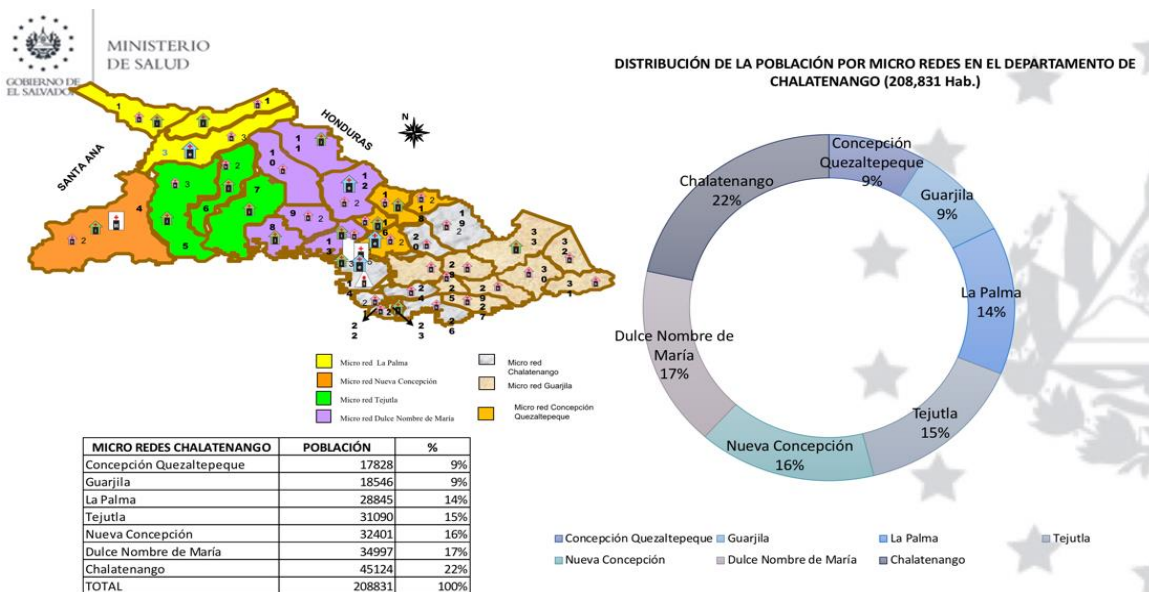 MINISTERIO
DE SALUD
GOBIERNO DE
EL SALVADOR
SANTA ANA
HONDURAS
N
Micro red La Palma
Micro red Nueva Concepción
Micro red Tejutla
Micro red Dulce Nombre de María
Micro red
Chalatenango
Micro red Guarjila
Micro red Concepción
Quezaltepeque
MICRO REDES CHALATENANGO POBLACIÓN %
Concepción Quezaltepeque 17828 9%
Guarjila 18546 9%
La Palma 28845 14%
Tejutla 31090 15%
Nueva Concepción 32401 16%
Dulce Nombre de María 34997 17%
Chalatenango 45124 22%
TOTAL 208831 100%
DISTRIBUCIÓN DE LA POBLACIÓN POR MICRO REDES EN EL DEPARTAMENTO DE
CHALATENANGO (208,831 Hab.)
Concepción
Quezaltepeque
9%
Guarjila
9%
La Palma
14%
Tejutla
15%
Nueva Concepción
16%
Dulce Nombre de
María
17%
Chalatenango
22%
Concepción Quezaltepeque Guarjila La Palma Tejutla
Nueva Concepción Dulce Nombre de María Chalatenango